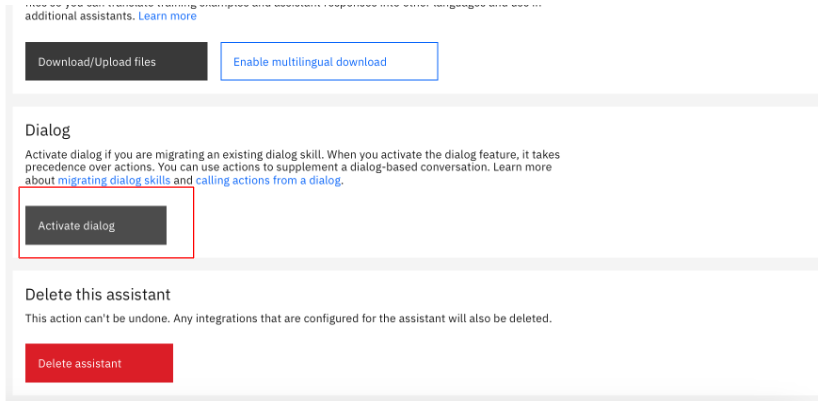 additional assistants. Learn more
Download/Upload files
Enable multilingual download
Dialog
Activate dialog if you are migrating an existing dialog skill. When you activate the dialog feature, it takes
precedence over actions. You can use actions to supplement a dialog-based conversation. Learn more
about migrating dialog skills and calling actions from a dialog.
Activate dialog
Delete this assistant
This action can't be undone. Any integrations that are configured for the assistant will also be deleted.
Delete assistant